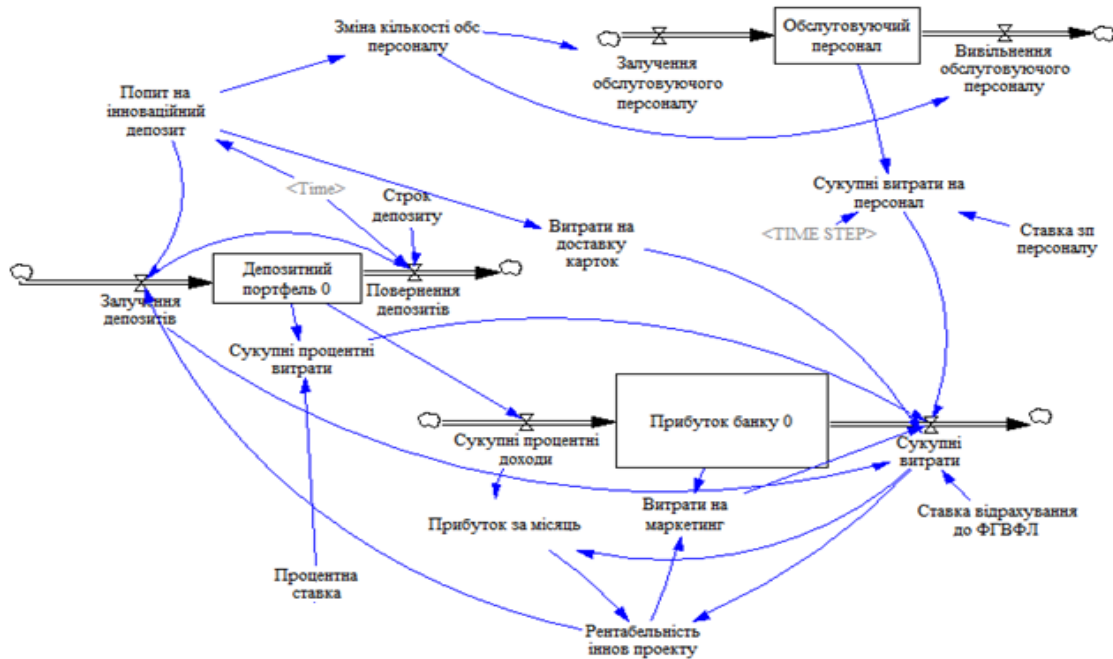 Зміна кількості обс
персоналу
Обслуговуючий
персонал
Залучення
обслуговуючого
персоналу
Вивільнення
обслуговуючого
персоналу
Попит на
інноваційний
депозит
<Time>
Строк
депозиту
Витрати на
доставку
карток
Сукупні витрати на
персонал
<TIME STEP>
Ставка зп
персоналу
Депозитний
портфель 0
Залучення
депозитів
Повернення
депозитів
Сукупні процентні
витрати
Прибуток банку 0
Сукупні процентні
доходи
Сукупні
витрати
Прибуток за місяць
Витрати на
маркетинг
Ставка відрахування
до ФГВФЛ
Процентна
ставка
Рентабельність
іннов проекту